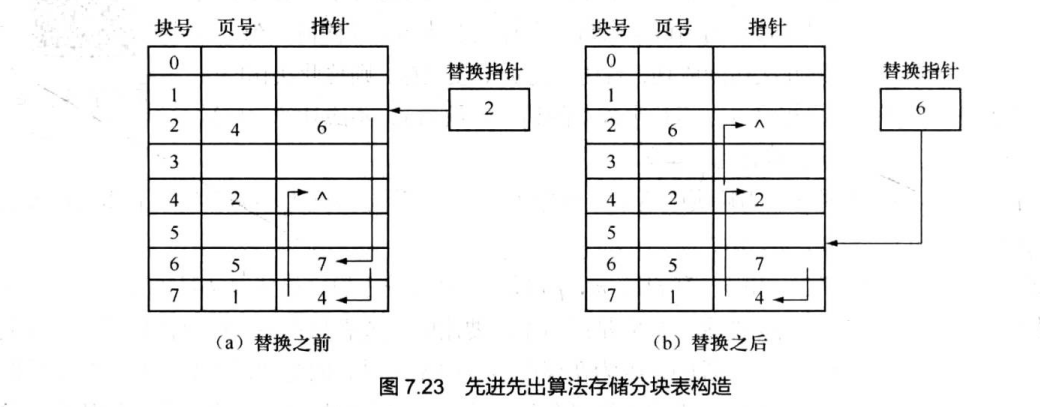 块号 页号 指针
0
1
2 4 6
3
4 2 ^
5
6 5 7
7 1 4
替换指针
2
(a) 替换之前
块号 页号 指针
0
1
2 6 ^
3
4 2 2
5
6 5 7
7 1 4
替换指针
6
(b) 替换之后
图 7.23 先进先出算法存储分块表构造